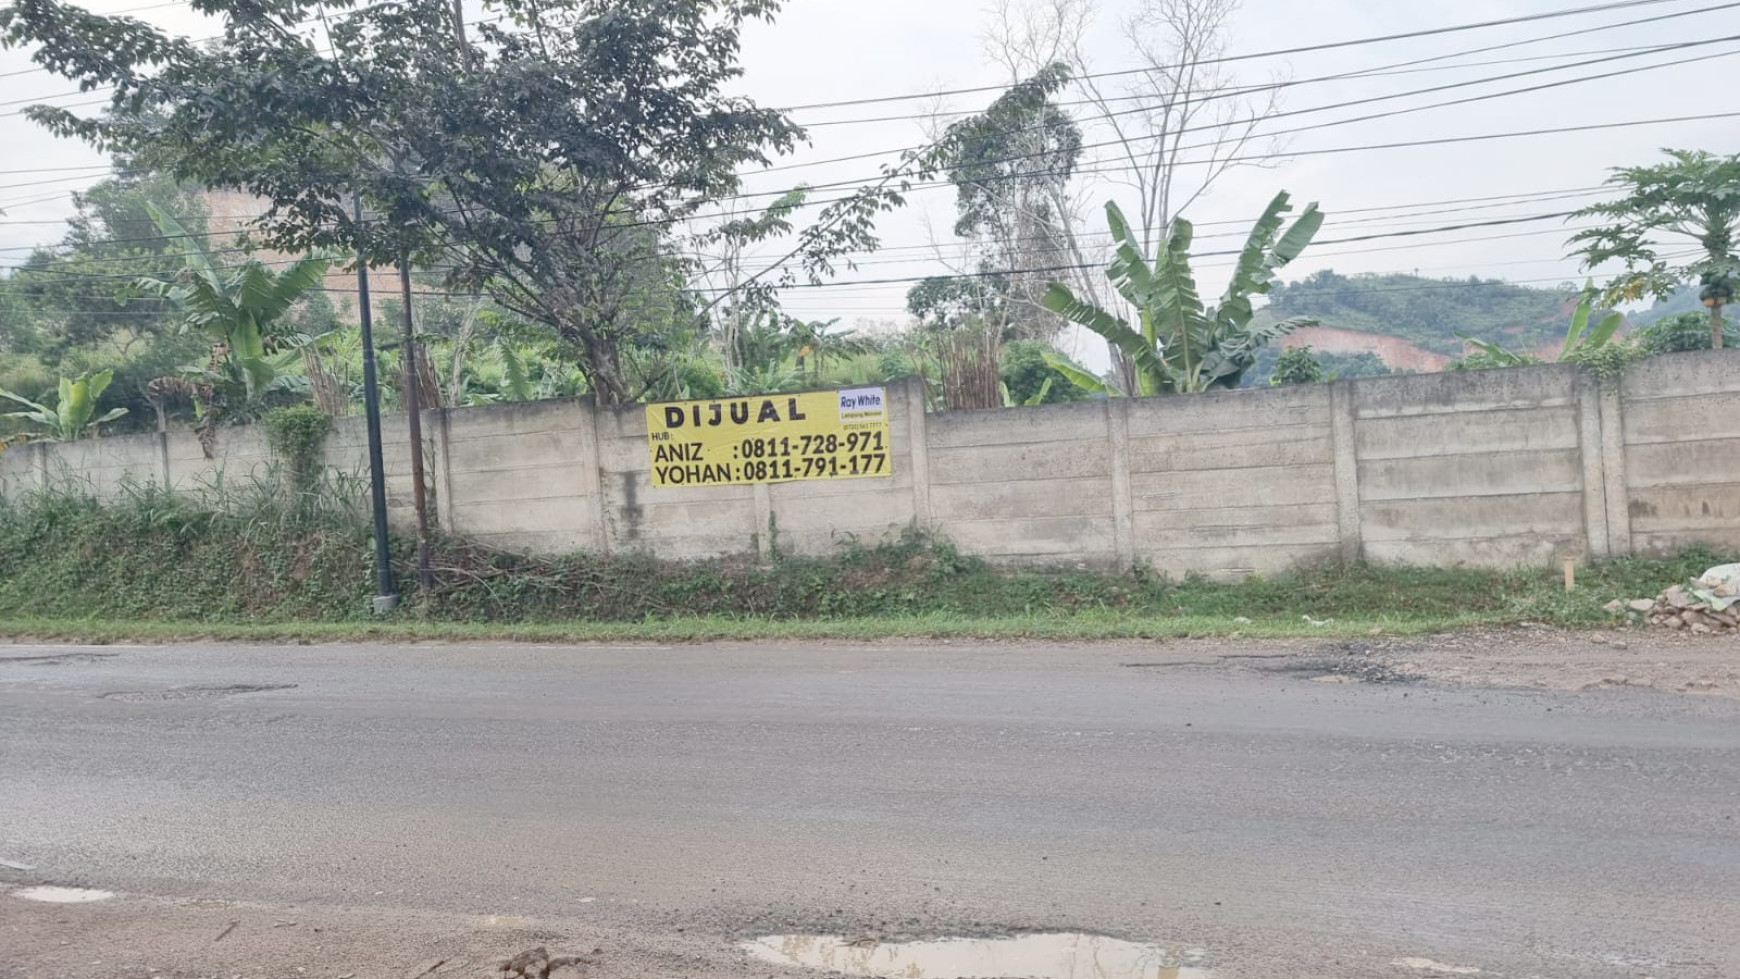 DIJUAL
Ray White
HUB:
ANIZ :0811-728-971
YOHAN:0811-791-177